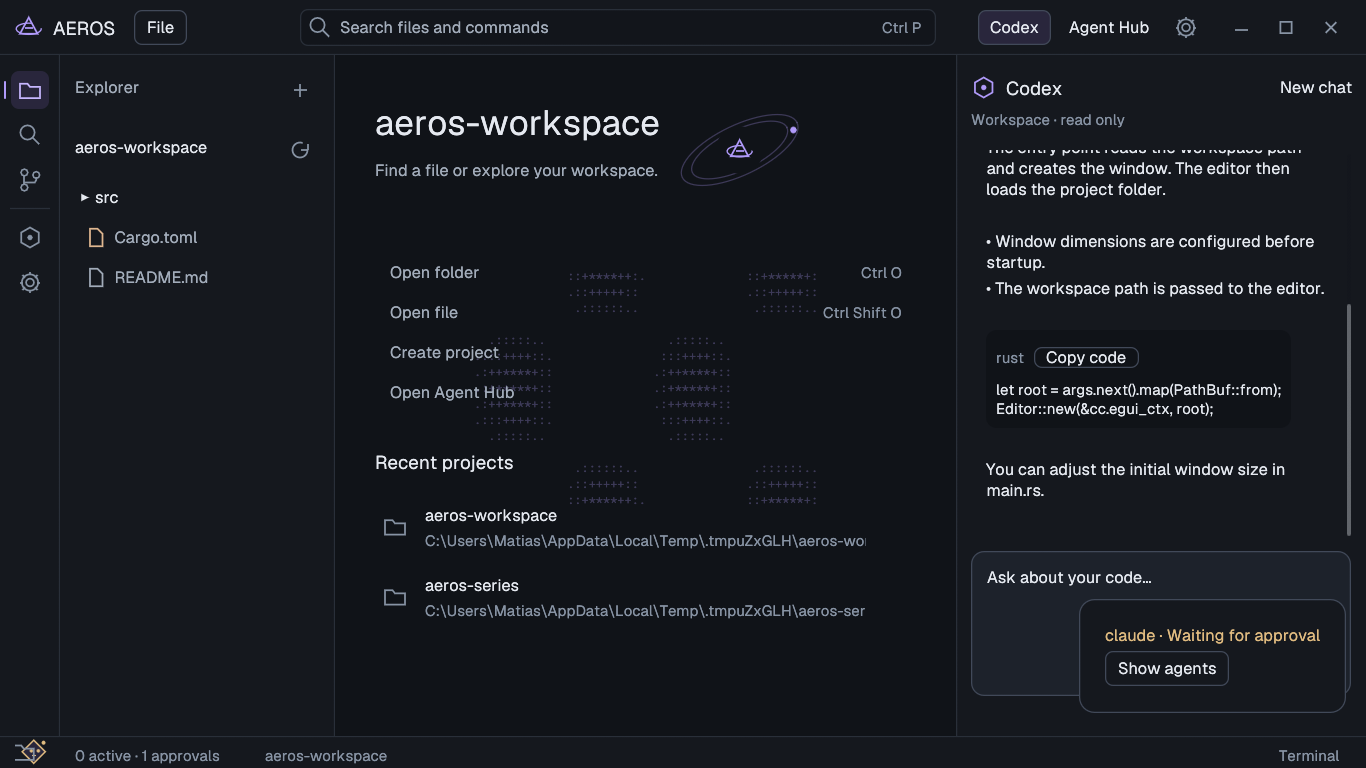 AEROS
File
Search files and commands
Ctrl P
Codex
Agent Hub
Explorer
aeros-workspace
src
Cargo.toml
README.md
aeros-workspace
Find a file or explore your workspace.
Open folder
Ctrl O
Open file
Ctrl Shift O
Create project
Open Agent Hub
Recent projects
aeros-workspace
C:\Users\Matias\AppData\Local\Temp\.tmpuZxGLH\aeros-wo
aeros-series
C:\Users\Matias\AppData\Local\Temp\.tmpuZxGLH\aeros-ser
Codex
New chat
Workspace · read only
The entry point reads the workspace path
and creates the window. The editor then
loads the project folder.
• Window dimensions are configured before
startup.
• The workspace path is passed to the editor.
rust
Copy code
let root = args.next().map(PathBuf::from);
Editor::new(&cc.egui_ctx, root);
You can adjust the initial window size in
main.rs.
Ask about your code…
claude · Waiting for approval
Show agents
0 active · 1 approvals
aeros-workspace
Terminal